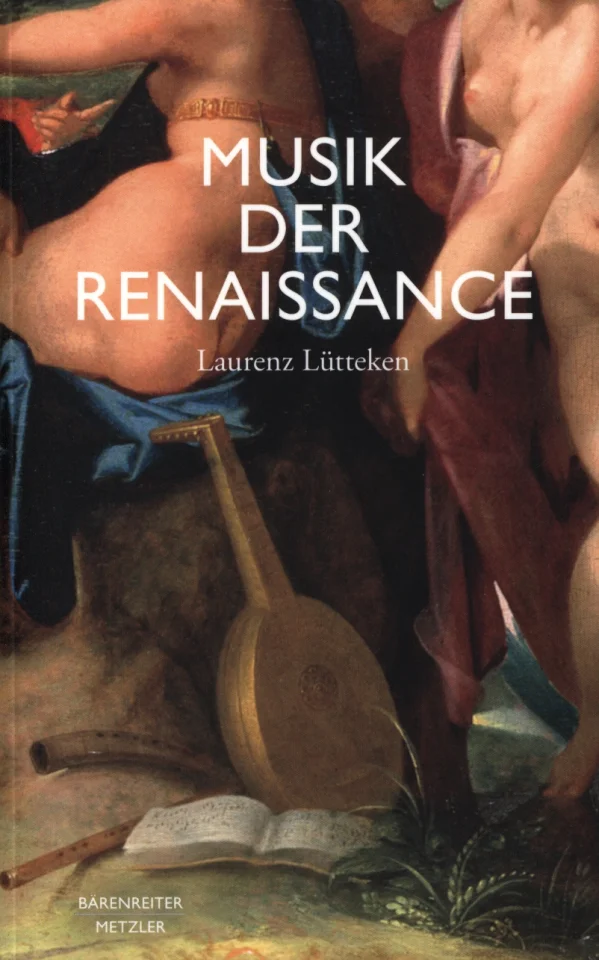 MUSIK
DER
RENAISSANCE
Laurenz Lütteken
BÄRENREITER
METZLER